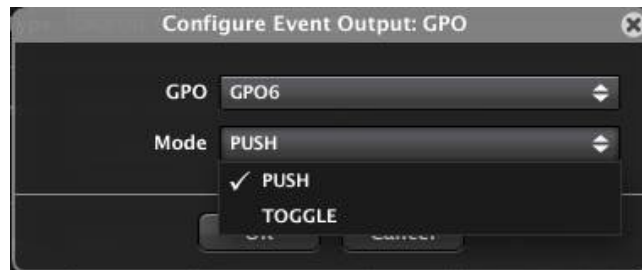 Configure Event Output: GPO
GPO GPO6
Mode PUSH
✓ PUSH
TOGGLE